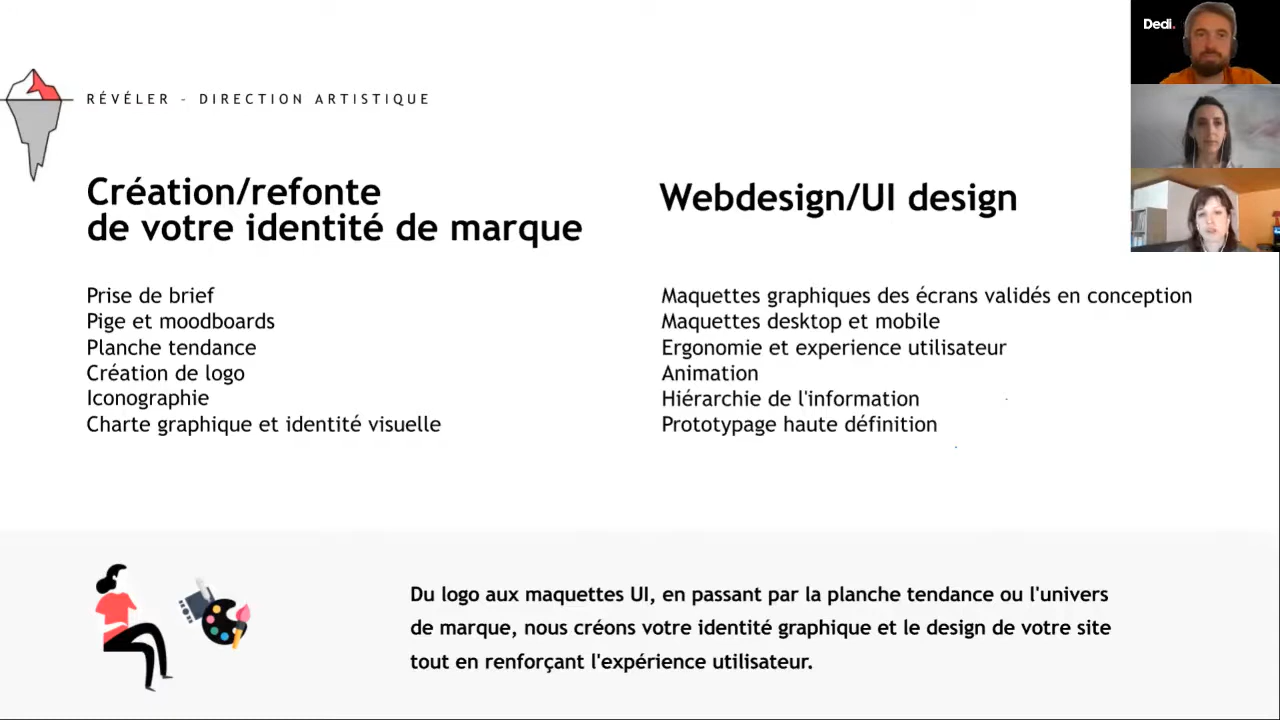 Dedi.
RÉVÉLER - DIRECTION ARTISTIQUE
Création/refonte
de votre identité de marque
Prise de brief
Pige et moodboards
Planche tendance
Création de logo
Iconographie
Charte graphique et identité visuelle
Webdesign/UI design
Maquettes graphiques des écrans validés en conception
Maquettes desktop et mobile
Ergonomie et experience utilisateur
Animation
Hiérarchie de l'information
Prototypage haute définition
Du logo aux maquettes UI, en passant par la planche tendance ou l'univers
de marque, nous créons votre identité graphique et le design de votre site
tout en renforçant l'expérience utilisateur.